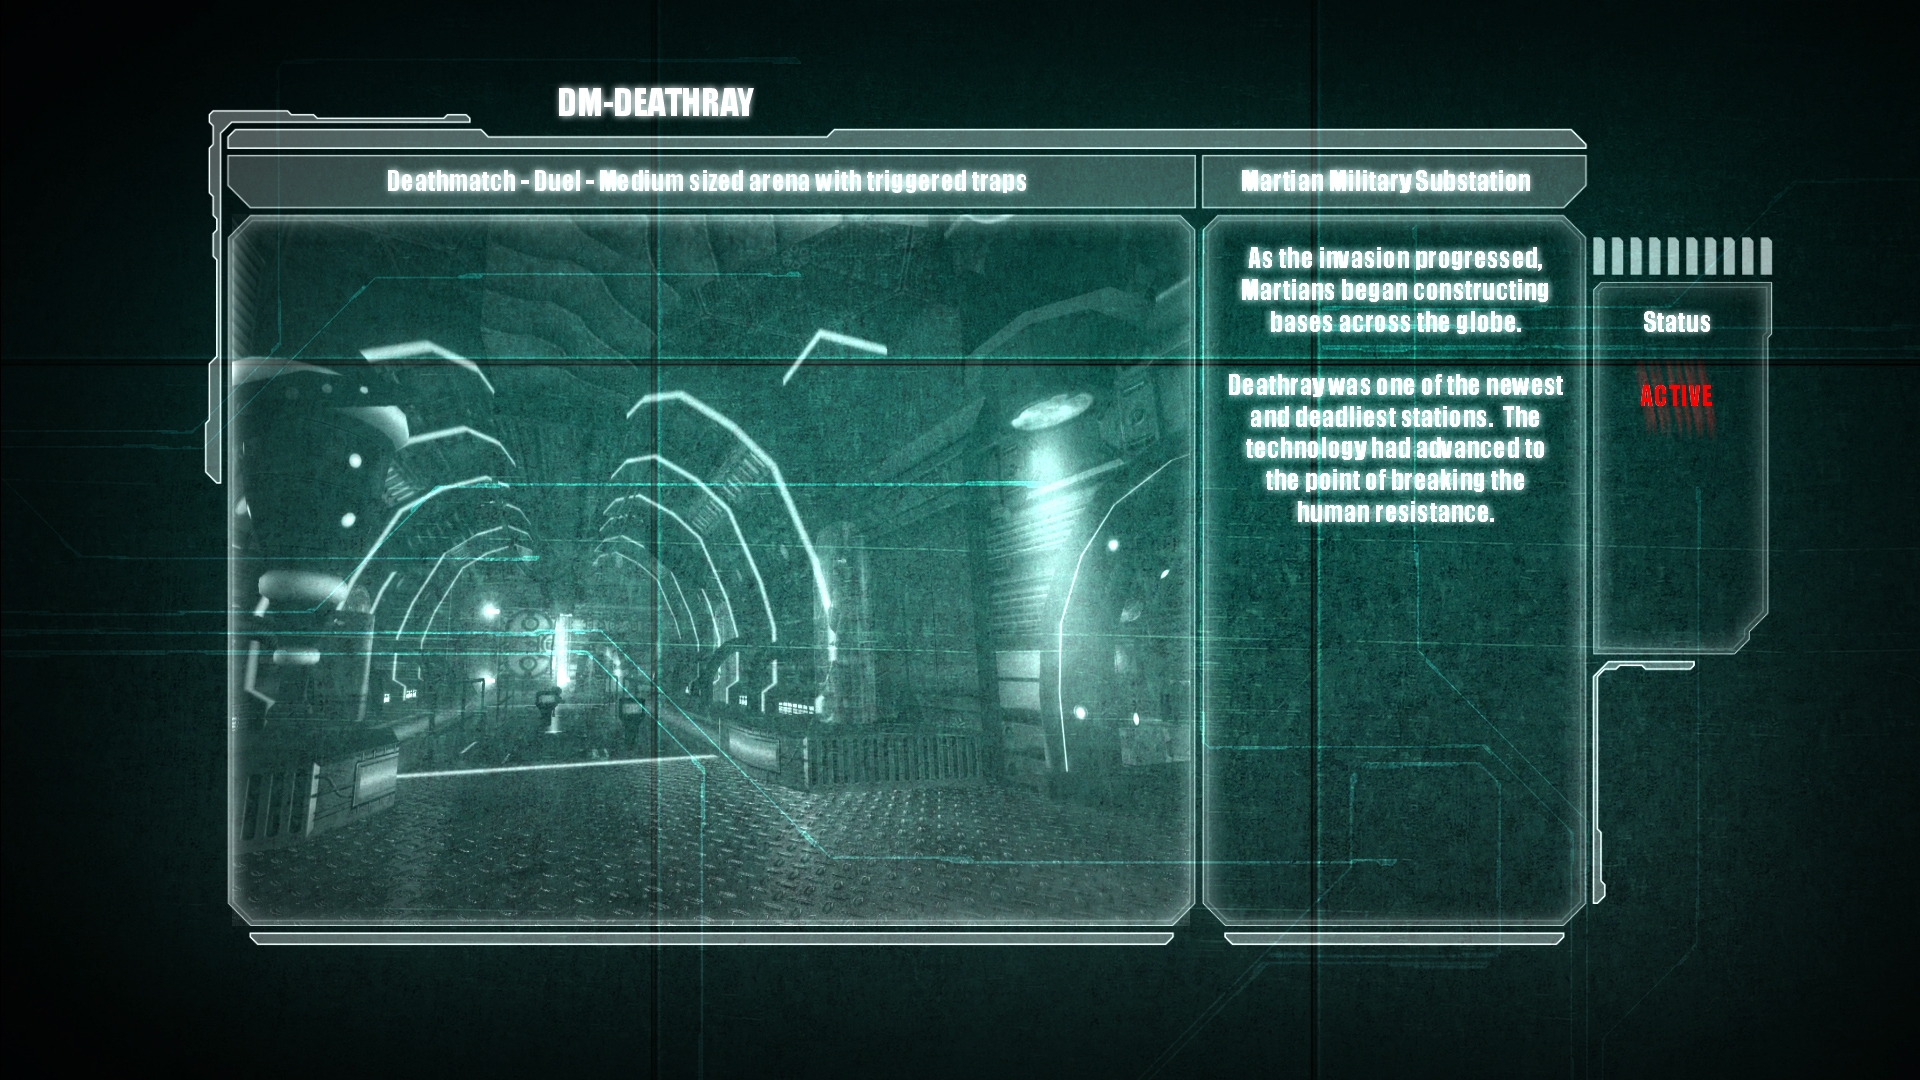 DM-DEATHRAY
Deathmatch - Duel - Medium sized arena with triggered traps
Martian Military Substation
As the invasion progressed,
Martians began constructing
bases across the globe.
Deathray was one of the newest
and deadliest stations. The
technology had advanced to
the point of breaking the
human resistance.
Status
ACTIVE